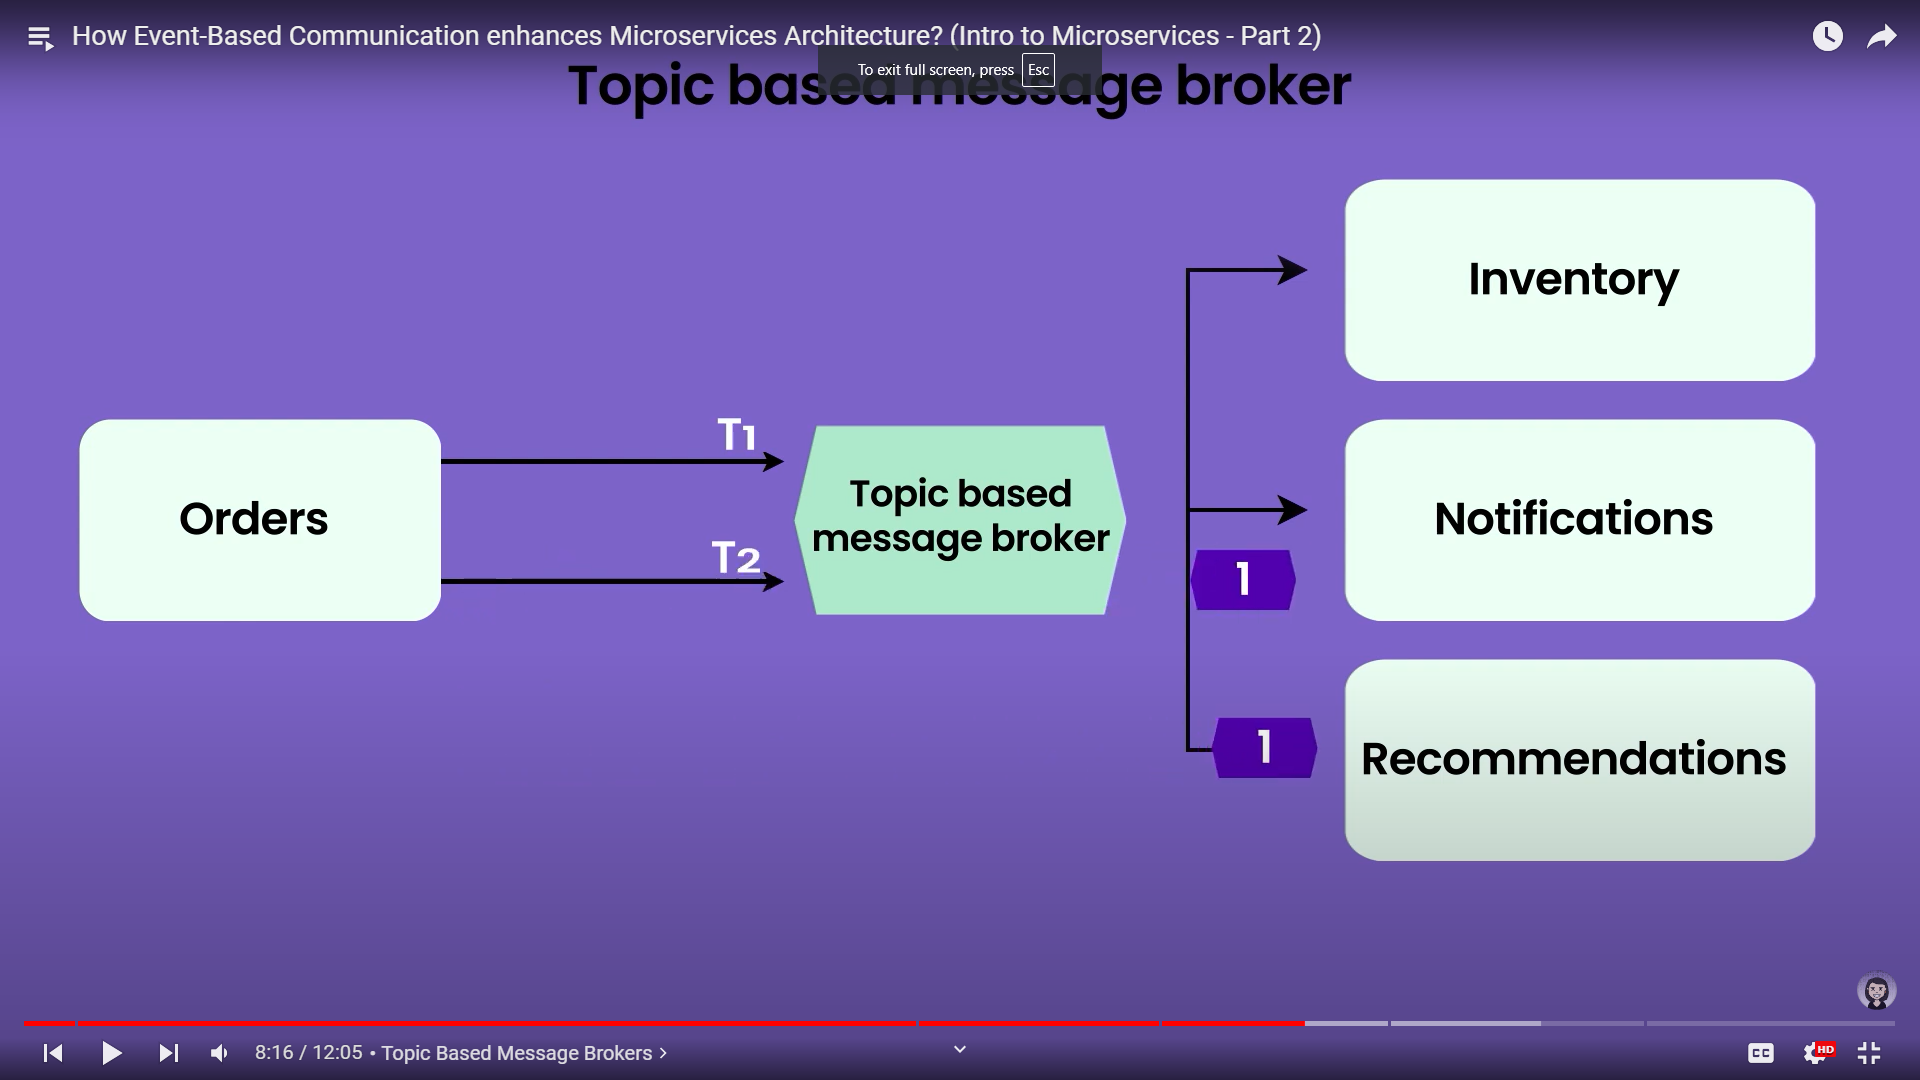 How Event-Based Communication enhances Microservices Architecture? (Intro to Microservices - Part 2)
To exit full screen, press Esc
Topic based message broker
Inventory
T1
Orders
Topic based
message broker
Notifications
T2
1
1
Recommendations
8:16 / 12:05 • Topic Based Message Brokers
CC
HD